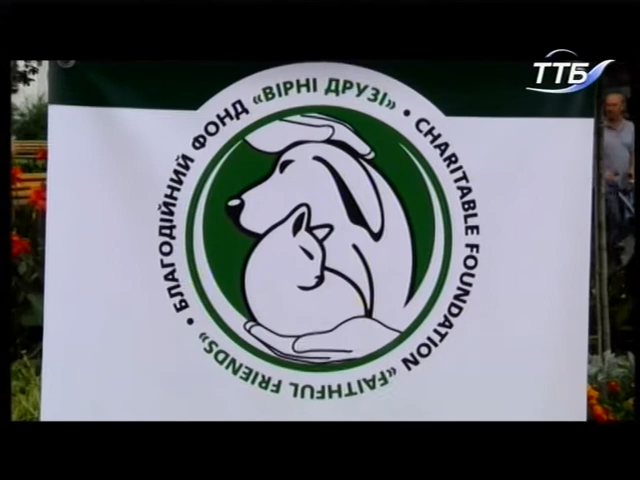 ТТБ
• БЛАГОДІЙНИЙ ФОНД «ВІРНІ ДРУЗІ» • CHARITABLE FOUNDATION «FAITHFUL FRIENDS»